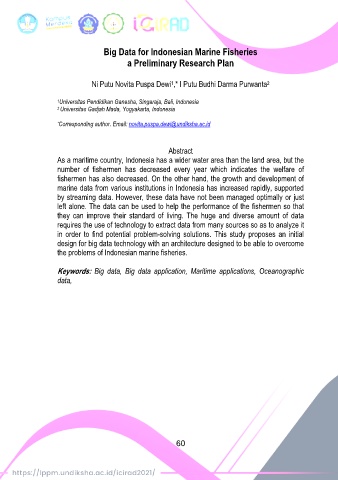 iCiRAD
Big Data for Indonesian Marine Fisheries
a Preliminary Research Plan
Ni Putu Novita Puspa Dewi¹,* I Putu Budhi Darma Purwanta²
¹Universitas Pendidikan Ganesha, Singaraja, Bali, Indonesia
² Universitas Gadjah Mada, Yogyakarta, Indonesia
*Corresponding author. Email: novita.puspa.dewi@undiksha.ac.id
Abstract
As a maritime country, Indonesia has a wider water area than the land area, but the
number of fishermen has decreased every year which indicates the welfare of
fishermen has also decreased. On the other hand, the growth and development of
marine data from various institutions in Indonesia has increased rapidly, supported
by streaming data. However, these data have not been managed optimally or just
left alone. The data can be used to help the performance of the fishermen so that
they can improve their standard of living. The huge and diverse amount of data
requires the use of technology to extract data from many sources so as to analyze it
in order to find potential problem-solving solutions. This study proposes an initial
design for big data technology with an architecture designed to be able to overcome
the problems of Indonesian marine fisheries.
Keywords: Big data, Big data application, Maritime applications, Oceanographic
data,
60
https://lppm.undiksha.ac.id/icirad2021/